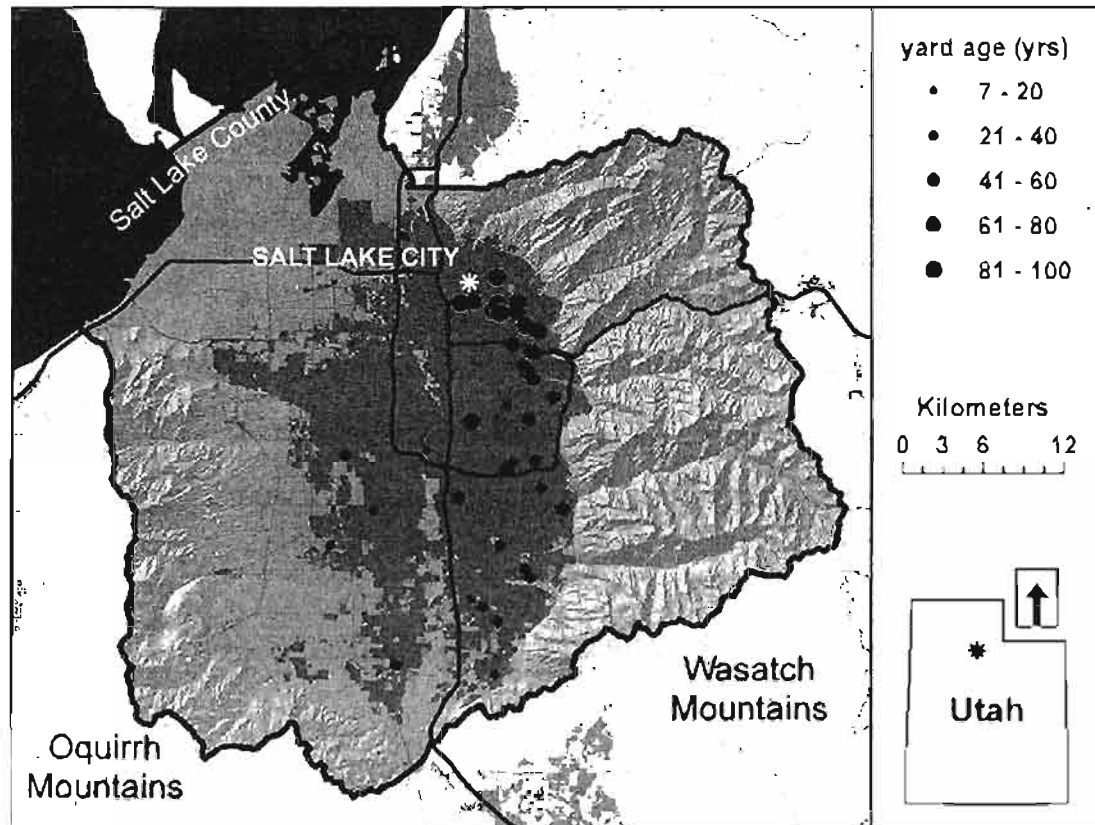 Salt Lake County
SALT LAKE CITY
Oquirrh
Mountains
Wasatch
Mountains
yard age (yrs)
7 - 20
21 - 40
41 - 60
61 - 80
81 - 100
Kilometers
0 6 12
Utah